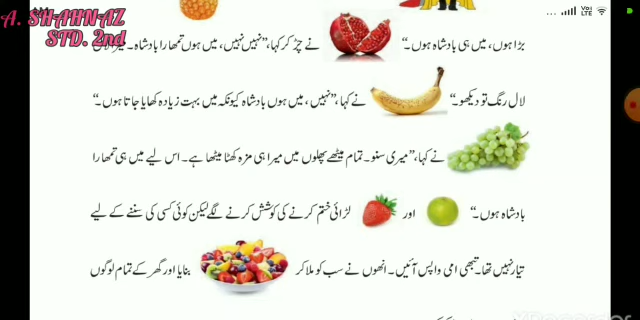 A. SHAHNAZ
STD. 2nd
بڑا ہوں، میں ہی بادشاہ ہوں۔“ نے چڑ کر کہا، ”نہیں نہیں، میں ہوں تمھارا بادشاہ۔ میرا
لال رنگ تو دیکھو۔“ نے کہا، ”نہیں، میں ہوں بادشاہ کیونکہ میں بہت زیادہ کھایا جاتا ہوں۔“
نے کہا، ”میری سنو۔ تمام میٹھے پھلوں میں میرا ہی مزہ کھٹا میٹھا ہے۔ اس لیے میں ہی تمھارا
بادشاہ ہوں۔“ اور لڑائی ختم کرنے کی کوشش کرنے لگے لیکن کوئی کسی کی سننے کے لیے
تیار نہیں تھا۔ تبھی امی واپس آئیں۔ انھوں نے سب کو ملا کر بنایا اور گھر کے تمام لوگوں